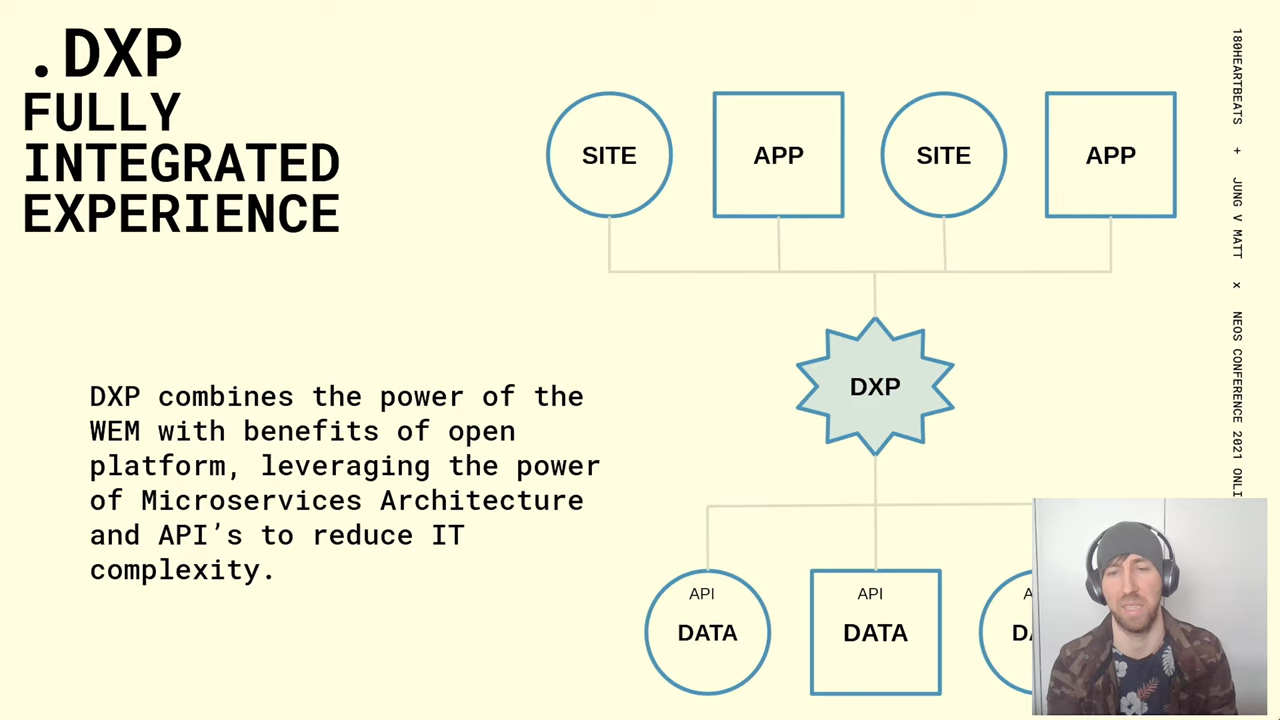 .DXP
FULLY
INTEGRATED
EXPERIENCE
DXP combines the power of the
WEM with benefits of open
platform, leveraging the power
of Microservices Architecture
and API’s to reduce IT
complexity.
SITE
APP
SITE
APP
DXP
API
DATA
API
DATA
180HEARTBEATS + JUNG V MATT x NEOS CONFERENCE 2021